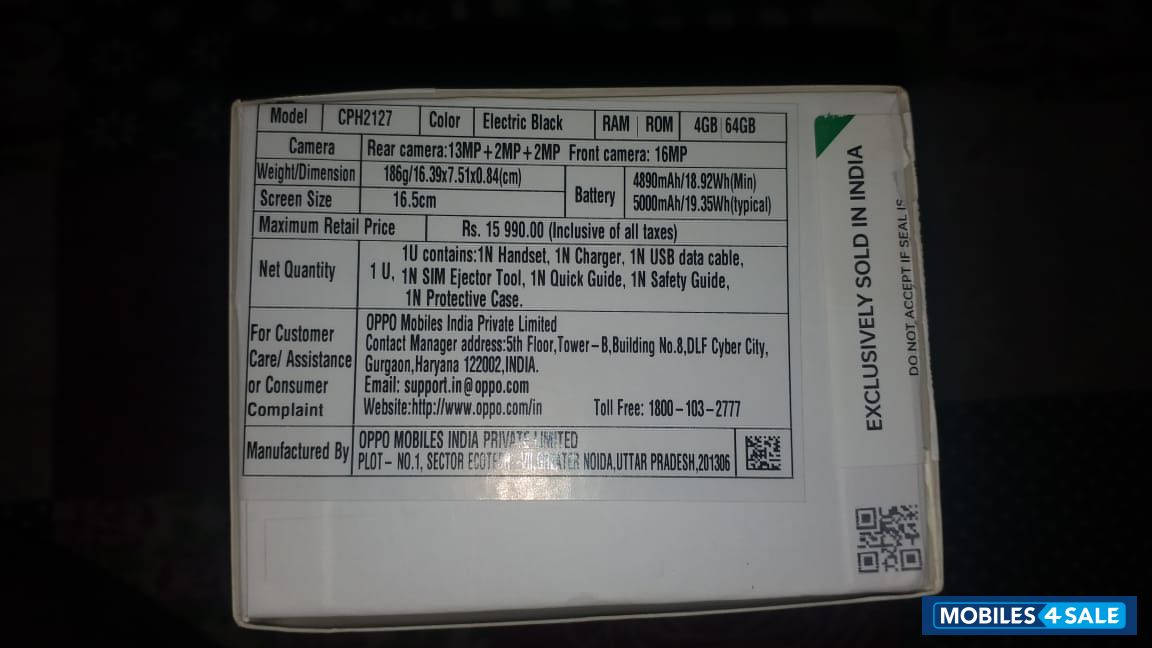 Model CPH2127 Color Electric Black RAM ROM 4GB 64GB
Camera Rear camera:13MP+2MP+2MP Front camera: 16MP
Weight/Dimension 186g/16.39x7.51x0.84(cm)
Screen Size 16.5cm
Battery 4890mAh/18.92Wh(Min)
5000mAh/19.35Wh(typical)
Maximum Retail Price Rs. 15 990.00 (Inclusive of all taxes)
Net Quantity 1 U, 1U contains:1N Handset, 1N Charger, 1N USB data cable,
1N SIM Ejector Tool, 1N Quick Guide, 1N Safety Guide,
1N Protective Case.
For Customer
Care/ Assistance
or Consumer
Complaint
OPPO Mobiles India Private Limited
Contact Manager address:5th Floor,Tower-B,Building No.8,DLF Cyber City,
Gurgaon,Haryana 122002,INDIA.
Email: support.in@oppo.com
Website:http://www.oppo.com/in Toll Free: 1800-103-2777
Manufactured By OPPO MOBILES INDIA PRIVATE LIMITED
PLOT- NO.1, SECTOR NOIDA,UTTAR PRADESH,201306
EXCLUSIVELY SOLD IN INDIA
DO NOT ACCEPT IF SEAL IS
MOBILES 4 SALE